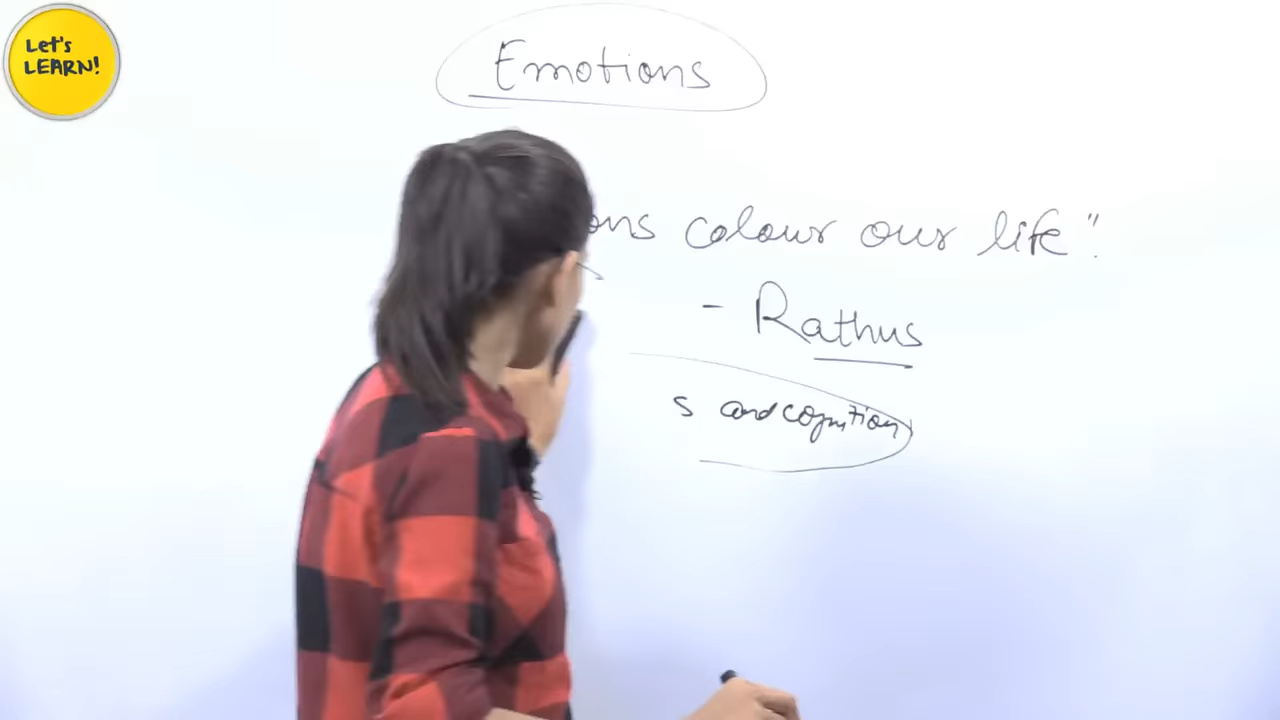 Let's
LEARN!
Emotions
ons colour our life".
- Rathus
s and cognition